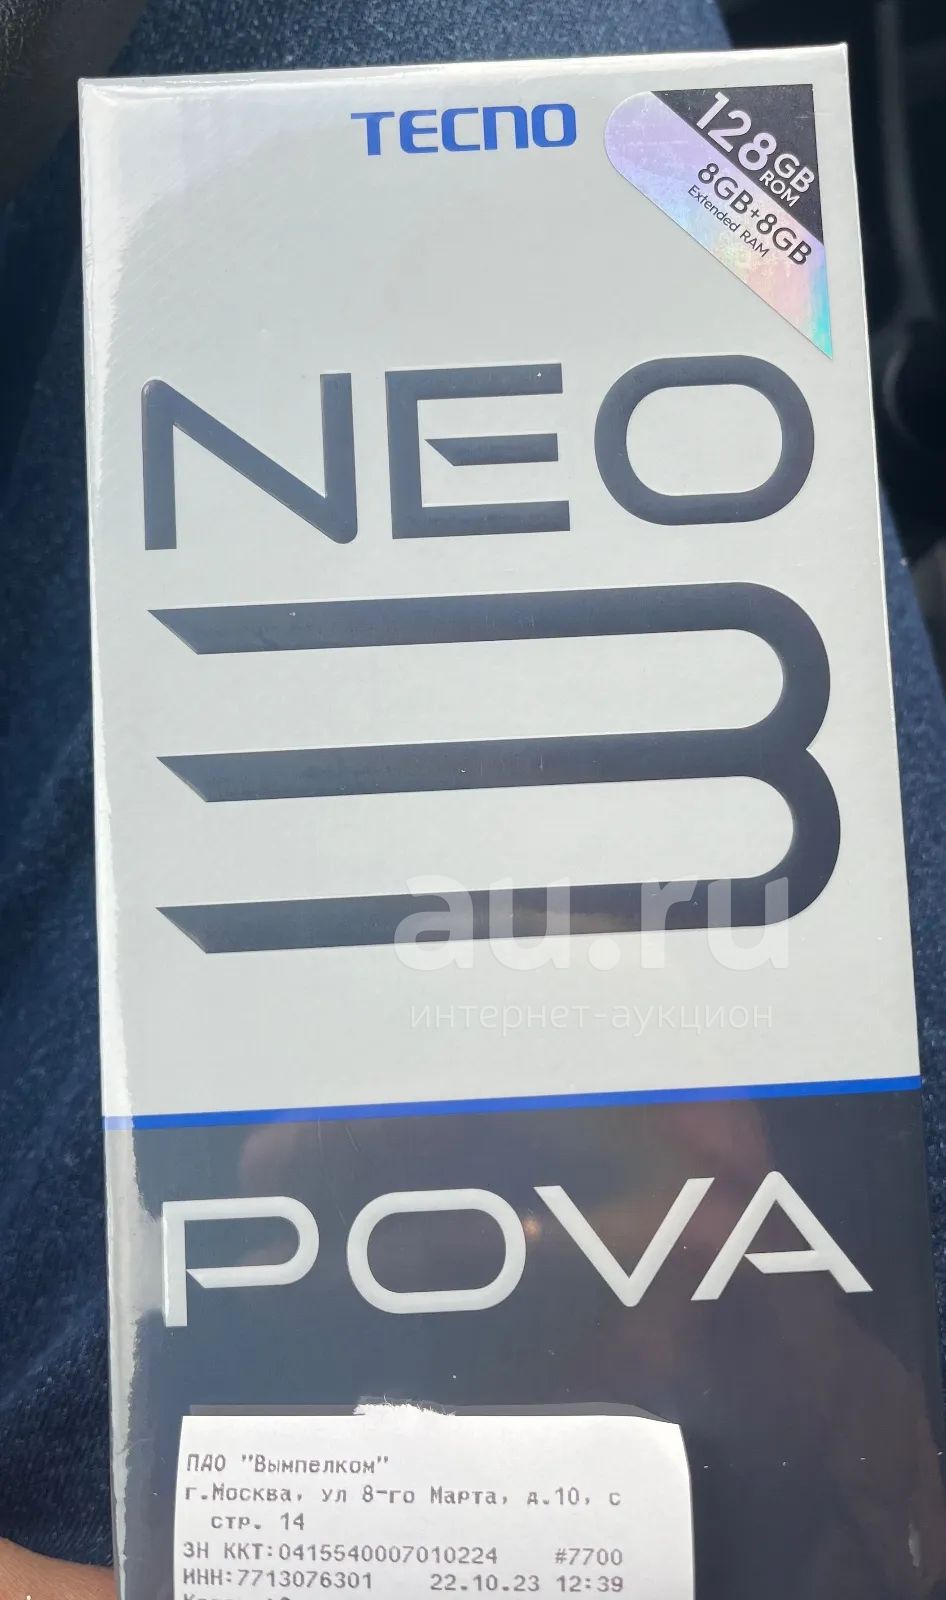 TECNO
128GB
ROM
8GB+8GB
Extended RAM
NEO
3
au.ru
интернет-аукцион
POVA
ПАО "Вымпелком"
г.Москва, ул 8-го Марта, д.10, с
стр. 14
ЗН ККТ:0415540007010224 #7700
ИНН:7713076301 22.10.23 12:39